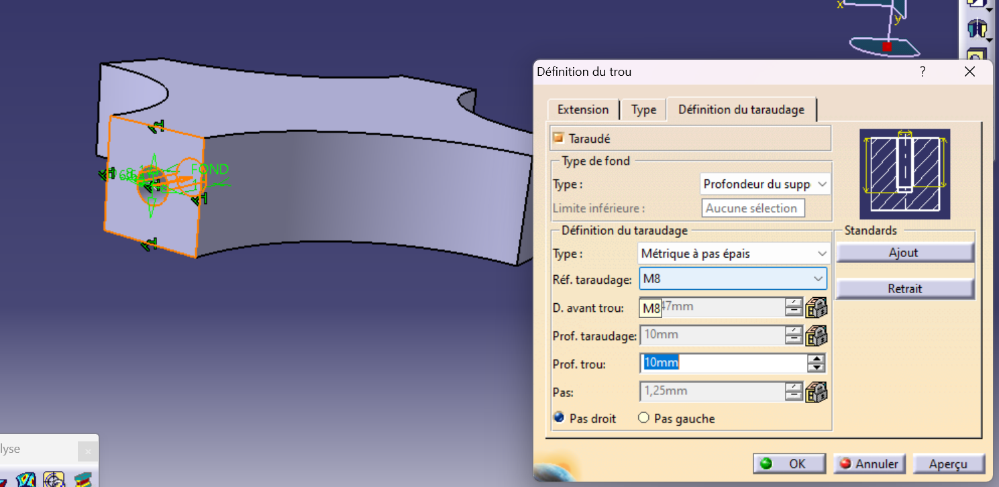 x
y
Définition du trou
?
Extension
Type
Définition du taraudage
Taraudé
Type de fond
Type :
Profondeur du supp
Limite inférieure :
Aucune sélection
Définition du taraudage
Standards
Type :
Métrique à pas épais
Ajout
Réf. taraudage:
M8
Retrait
D. avant trou:
M8
47mm
Prof. taraudage:
10mm
Prof. trou:
10mm
Pas:
1,25mm
Pas droit
Pas gauche
OK
Annuler
Aperçu
FOND
lyse